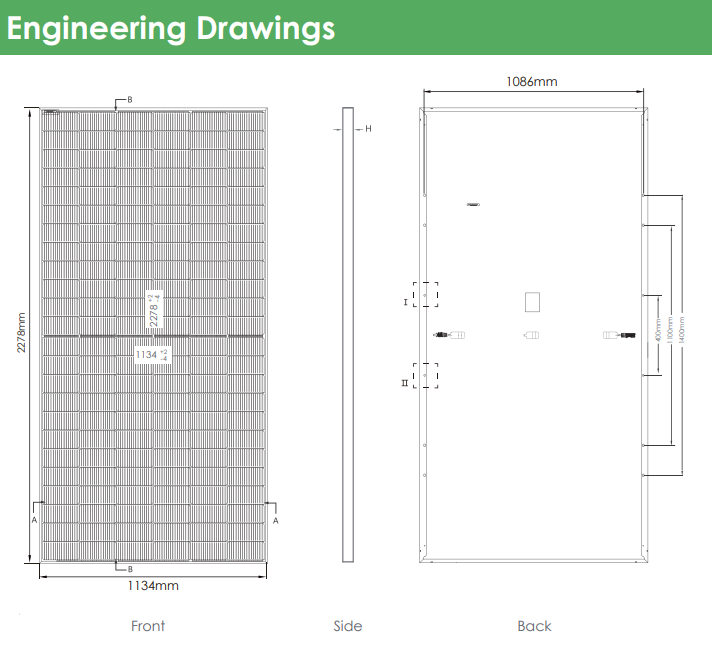 Engineering Drawings
1086mm
B
H
2278 +2 -4
1134 +2 -4
2278mm
I
II
400mm
1100mm
1400mm
A
A
B
1134mm
Front
Side
Back